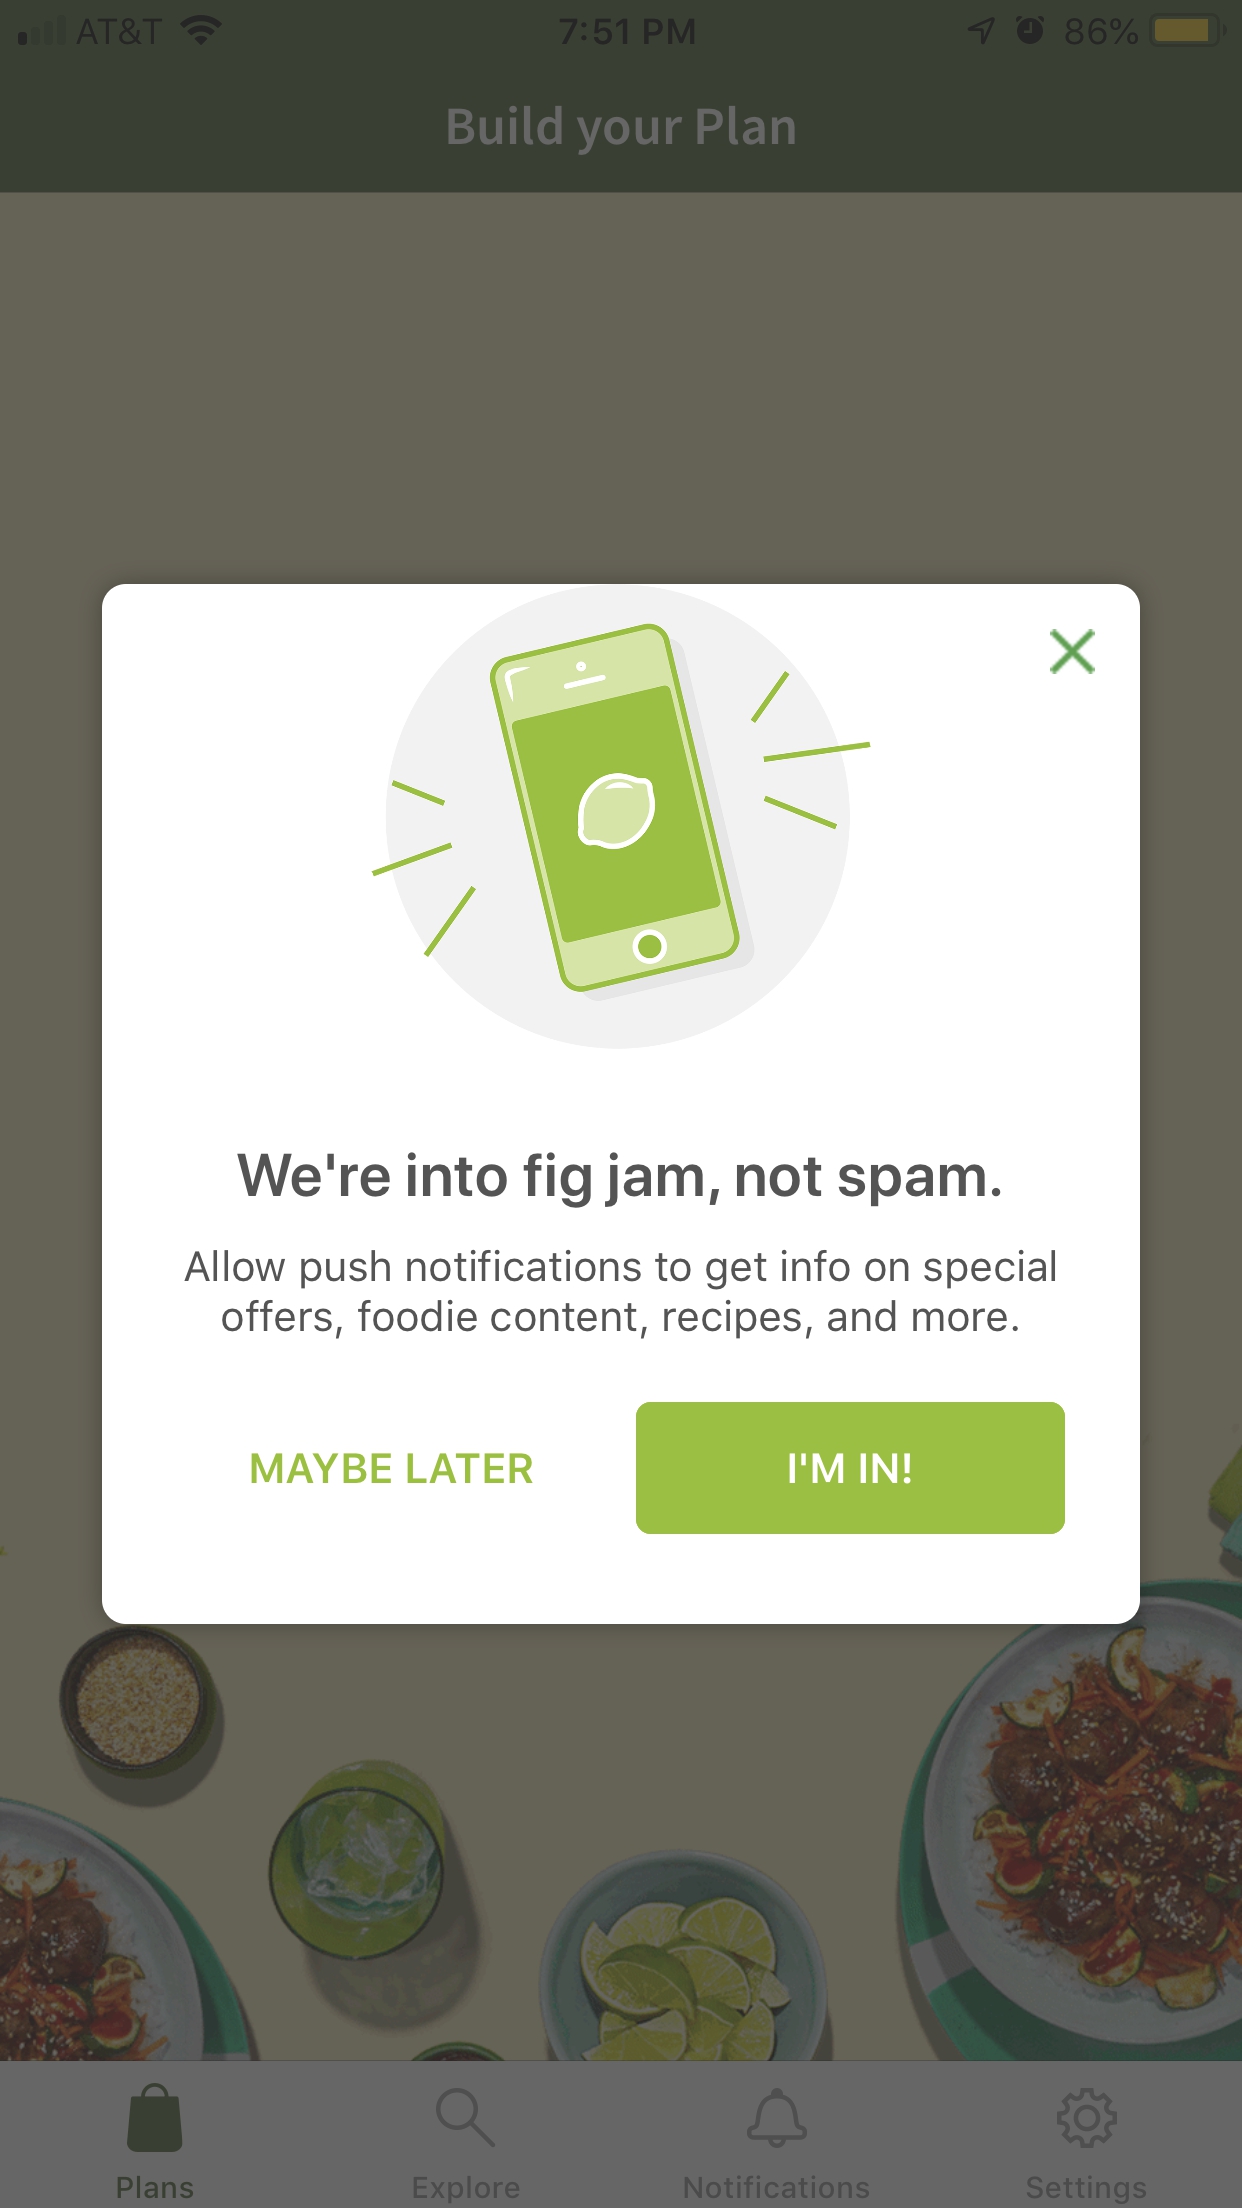 AT&T 7:51 PM 86%
Build your Plan
We're into fig jam, not spam.
Allow push notifications to get info on special
offers, foodie content, recipes, and more.
MAYBE LATER I'M IN!
Plans Explore Notifications Settings